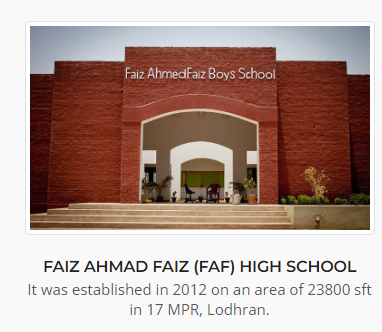 Faiz AhmedFaiz Boys School
FAIZ AHMAD FAIZ (FAF) HIGH SCHOOL
It was established in 2012 on an area of 23800 sft
in 17 MPR, Lodhran.